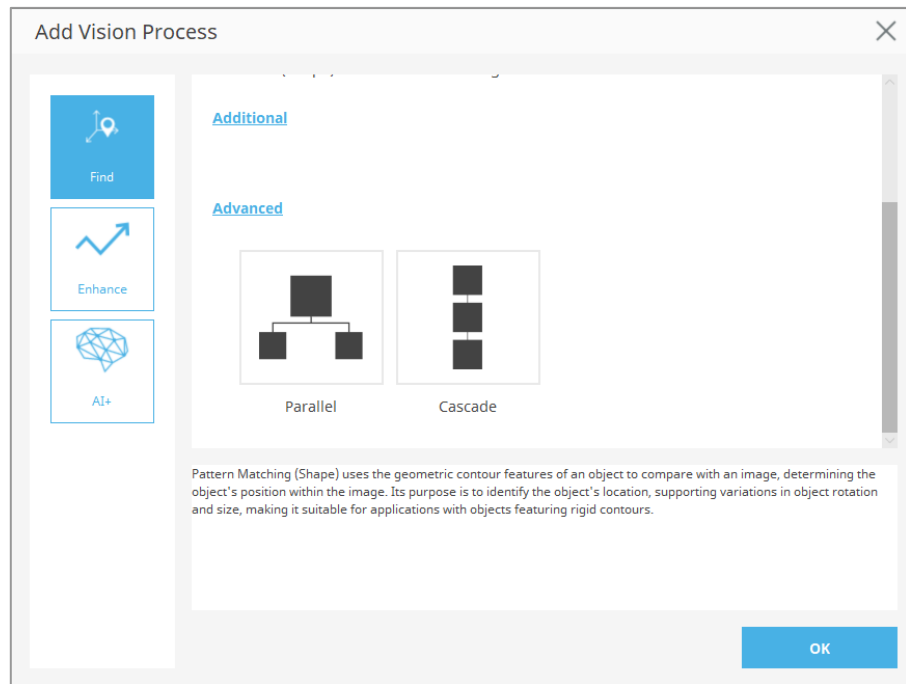 Add Vision Process
Find
Enhance
AI+
Additional
Advanced
Parallel
Cascade
Pattern Matching (Shape) uses the geometric contour features of an object to compare with an image, determining the
object's position within the image. Its purpose is to identify the object's location, supporting variations in object rotation
and size, making it suitable for applications with objects featuring rigid contours.
OK